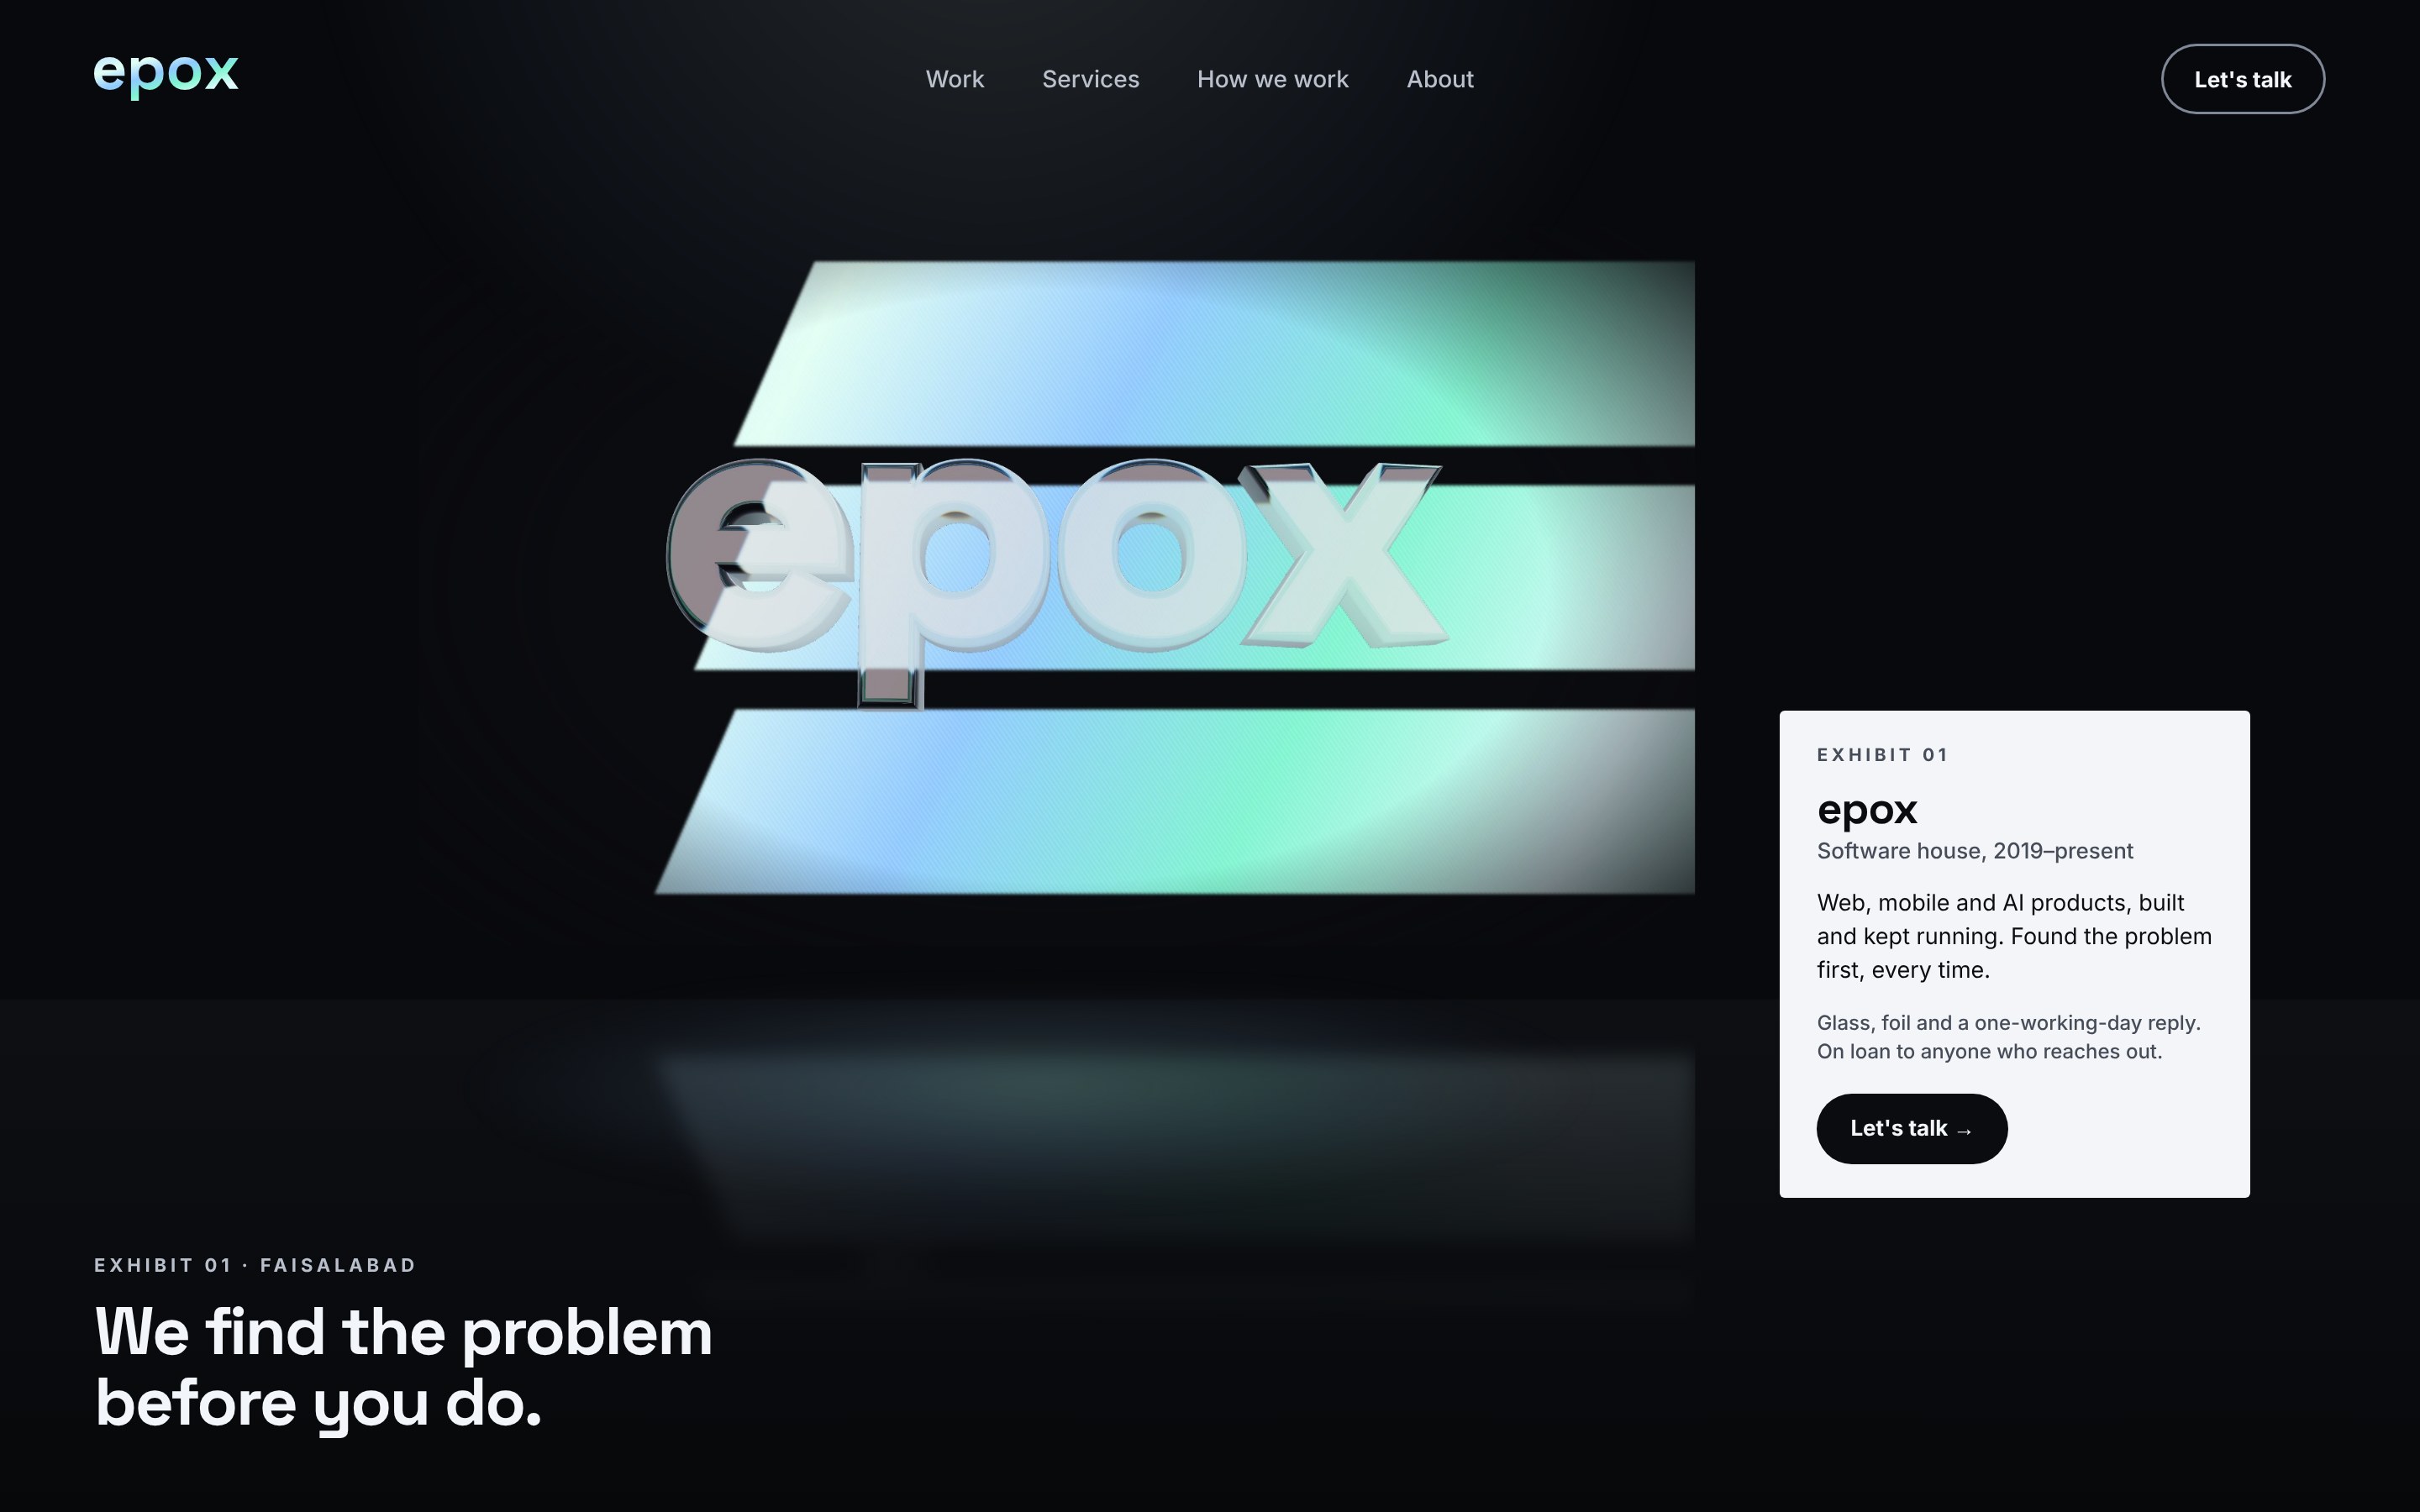 epox
Work
Services
How we work
About
Let's talk
epox
EXHIBIT 01
epox
Software house, 2019–present
Web, mobile and AI products, built
and kept running. Found the problem
first, every time.
Glass, foil and a one-working-day reply.
On loan to anyone who reaches out.
Let's talk →
EXHIBIT 01 · FAISALABAD
We find the problem
before you do.